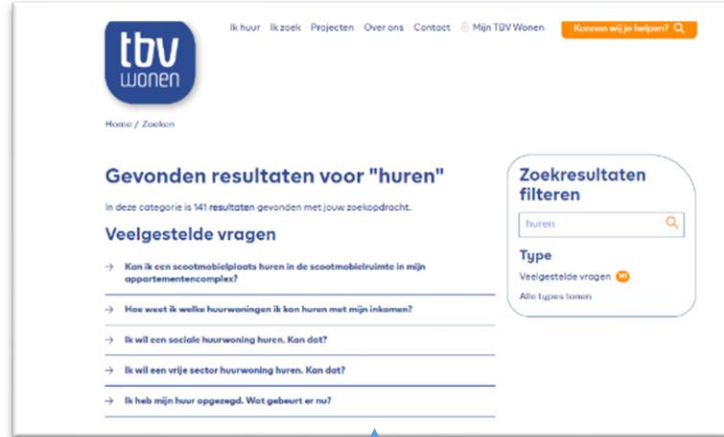 Ik huur Ik zoek Projecten Over ons Contact Mijn TBV Wonen Kunnen wij je helpen?
tbv
wonen
Home / Zoeken
Gevonden resultaten voor "huren"
In deze categorie is 141 resultaten gevonden met jouw zoekopdracht.
Veelgestelde vragen
→ Kan ik een scootmobielplaats huren in de scootmobielruimte in mijn
appartementencomplex?
→ Hoe weet ik welke huurwoningen ik kan huren met mijn inkomen?
→ Ik wil een sociale huurwoning huren. Kan dat?
→ Ik wil een vrije sector huurwoning huren. Kan dat?
→ Ik heb mijn huur opgezegd. Wat gebeurt er nu?
Zoekresultaten
filteren
huren
Type
Veelgestelde vragen
Alle types tonen